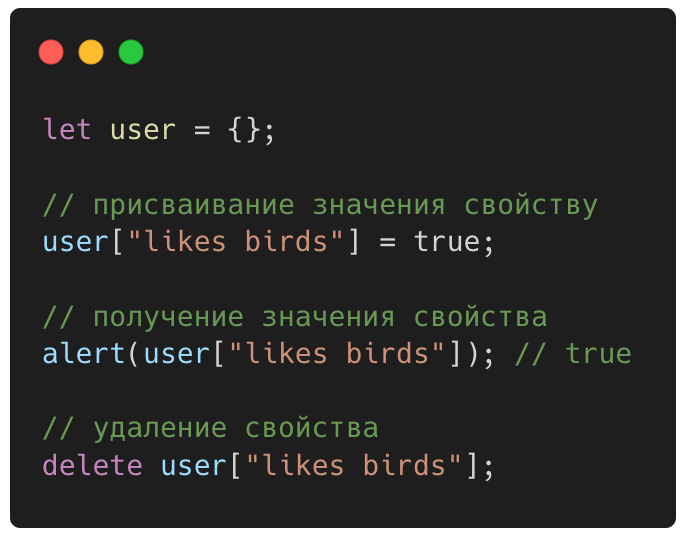 let user = {};
// присваивание значения свойству
user["likes birds"] = true;
// получение значения свойства
alert(user["likes birds"]); // true
// удаление свойства
delete user["likes birds"];